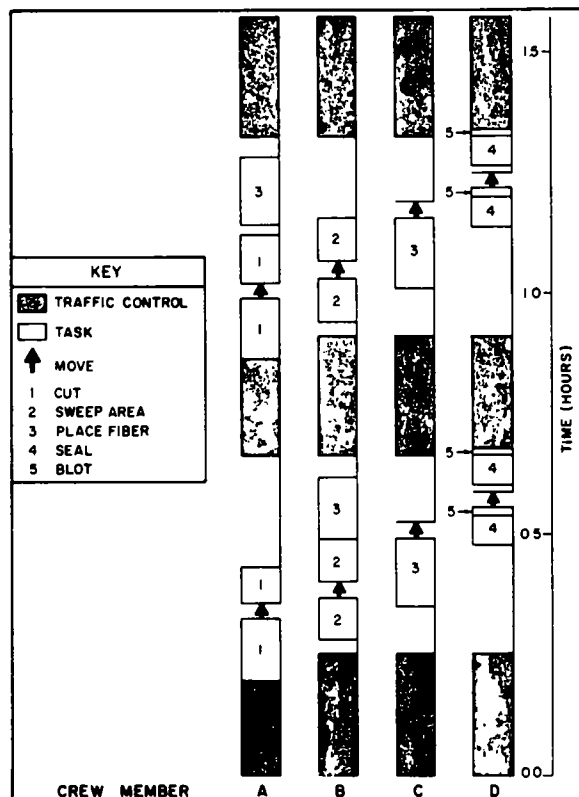 5
4
1.5
3
5
4
2
1
3
KEY
2
1.0
TRAFFIC CONTROL
1
TASK
MOVE
1 CUT
2 SWEEP AREA
3 PLACE FIBER
4 SEAL
5 BLOT
TIME (HOURS)
5
4
3
5
4
0.5
1
2
3
2
1
0.0
CREW MEMBER A B C D